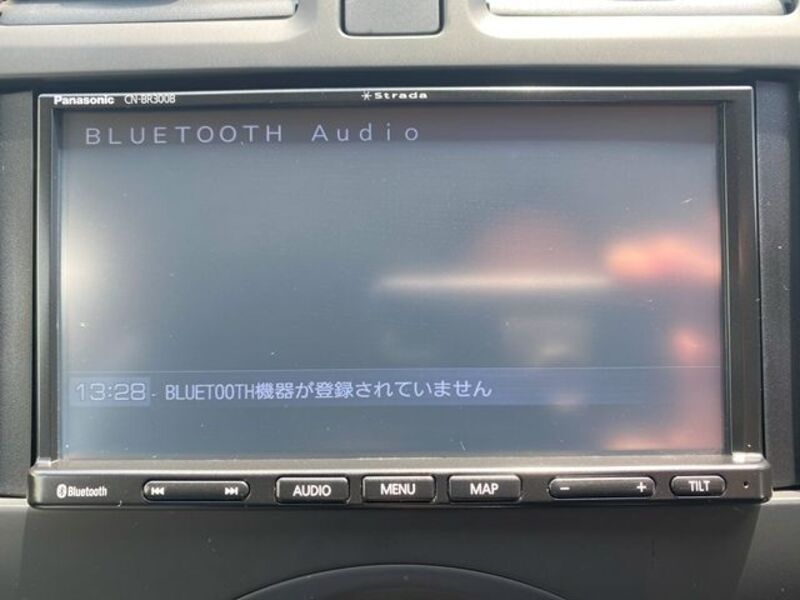 Panasonic CN-BR300B
Strada
BLUETOOTH Audio
13:28 BLUETOOTH機器が登録されていません
Bluetooth
AUDIO
MENU
MAP
− +
TILT